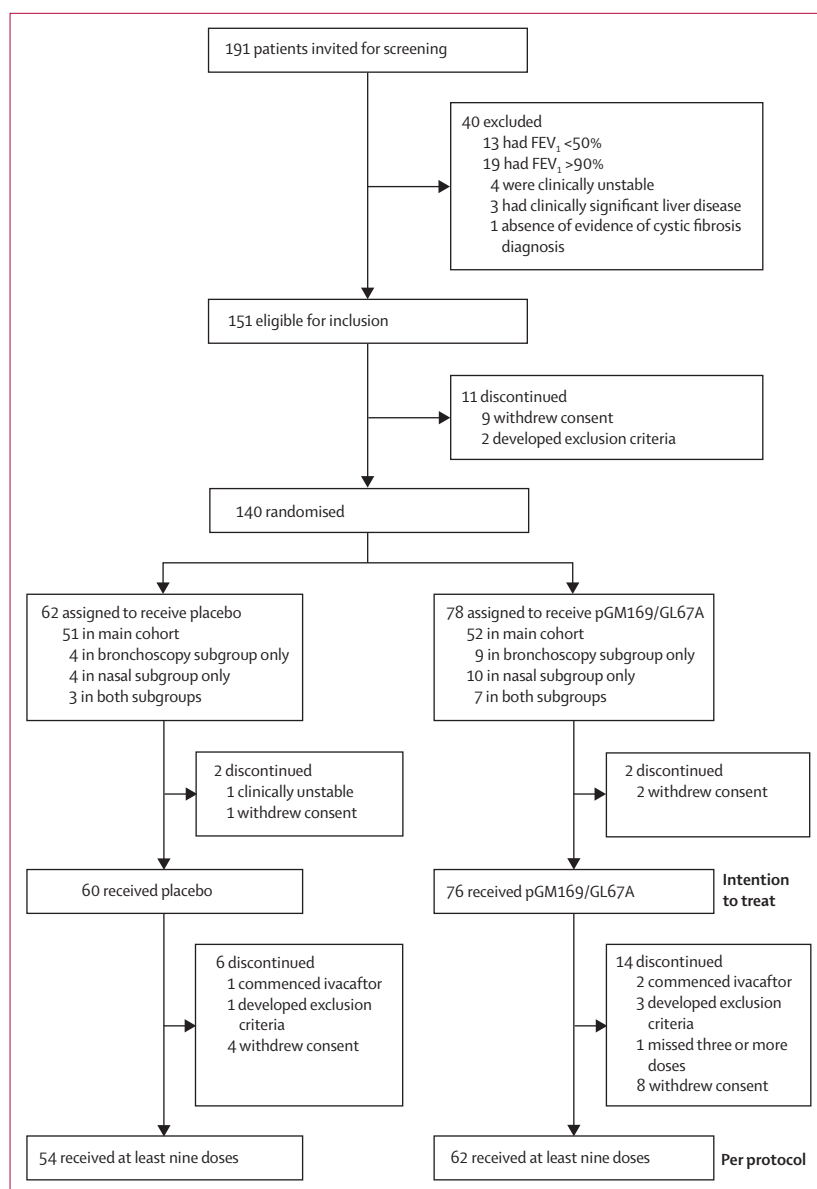 191 patients invited for screening
40 excluded
13 had FEV₁ <50%
19 had FEV₁ >90%
4 were clinically unstable
3 had clinically significant liver disease
1 absence of evidence of cystic fibrosis
diagnosis
151 eligible for inclusion
11 discontinued
9 withdrew consent
2 developed exclusion criteria
140 randomised
62 assigned to receive placebo
51 in main cohort
4 in bronchoscopy subgroup only
4 in nasal subgroup only
3 in both subgroups
78 assigned to receive pGM169/GL67A
52 in main cohort
9 in bronchoscopy subgroup only
10 in nasal subgroup only
7 in both subgroups
2 discontinued
1 clinically unstable
1 withdrew consent
2 discontinued
2 withdrew consent
60 received placebo
76 received pGM169/GL67A
Intention
to treat
6 discontinued
1 commenced ivacaftor
1 developed exclusion
criteria
4 withdrew consent
14 discontinued
2 commenced ivacaftor
3 developed exclusion
criteria
1 missed three or more
doses
8 withdrew consent
54 received at least nine doses
62 received at least nine doses
Per protocol